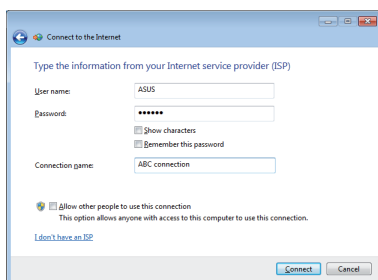 Connect to the Internet
Type the information from your Internet service provider (ISP)
User name: ASUS
Password: ••••••
Show characters
Remember this password
Connection name: ABC connection
Allow other people to use this connection
This option allows anyone with access to this computer to use this connection.
I don't have an ISP
Connect Cancel